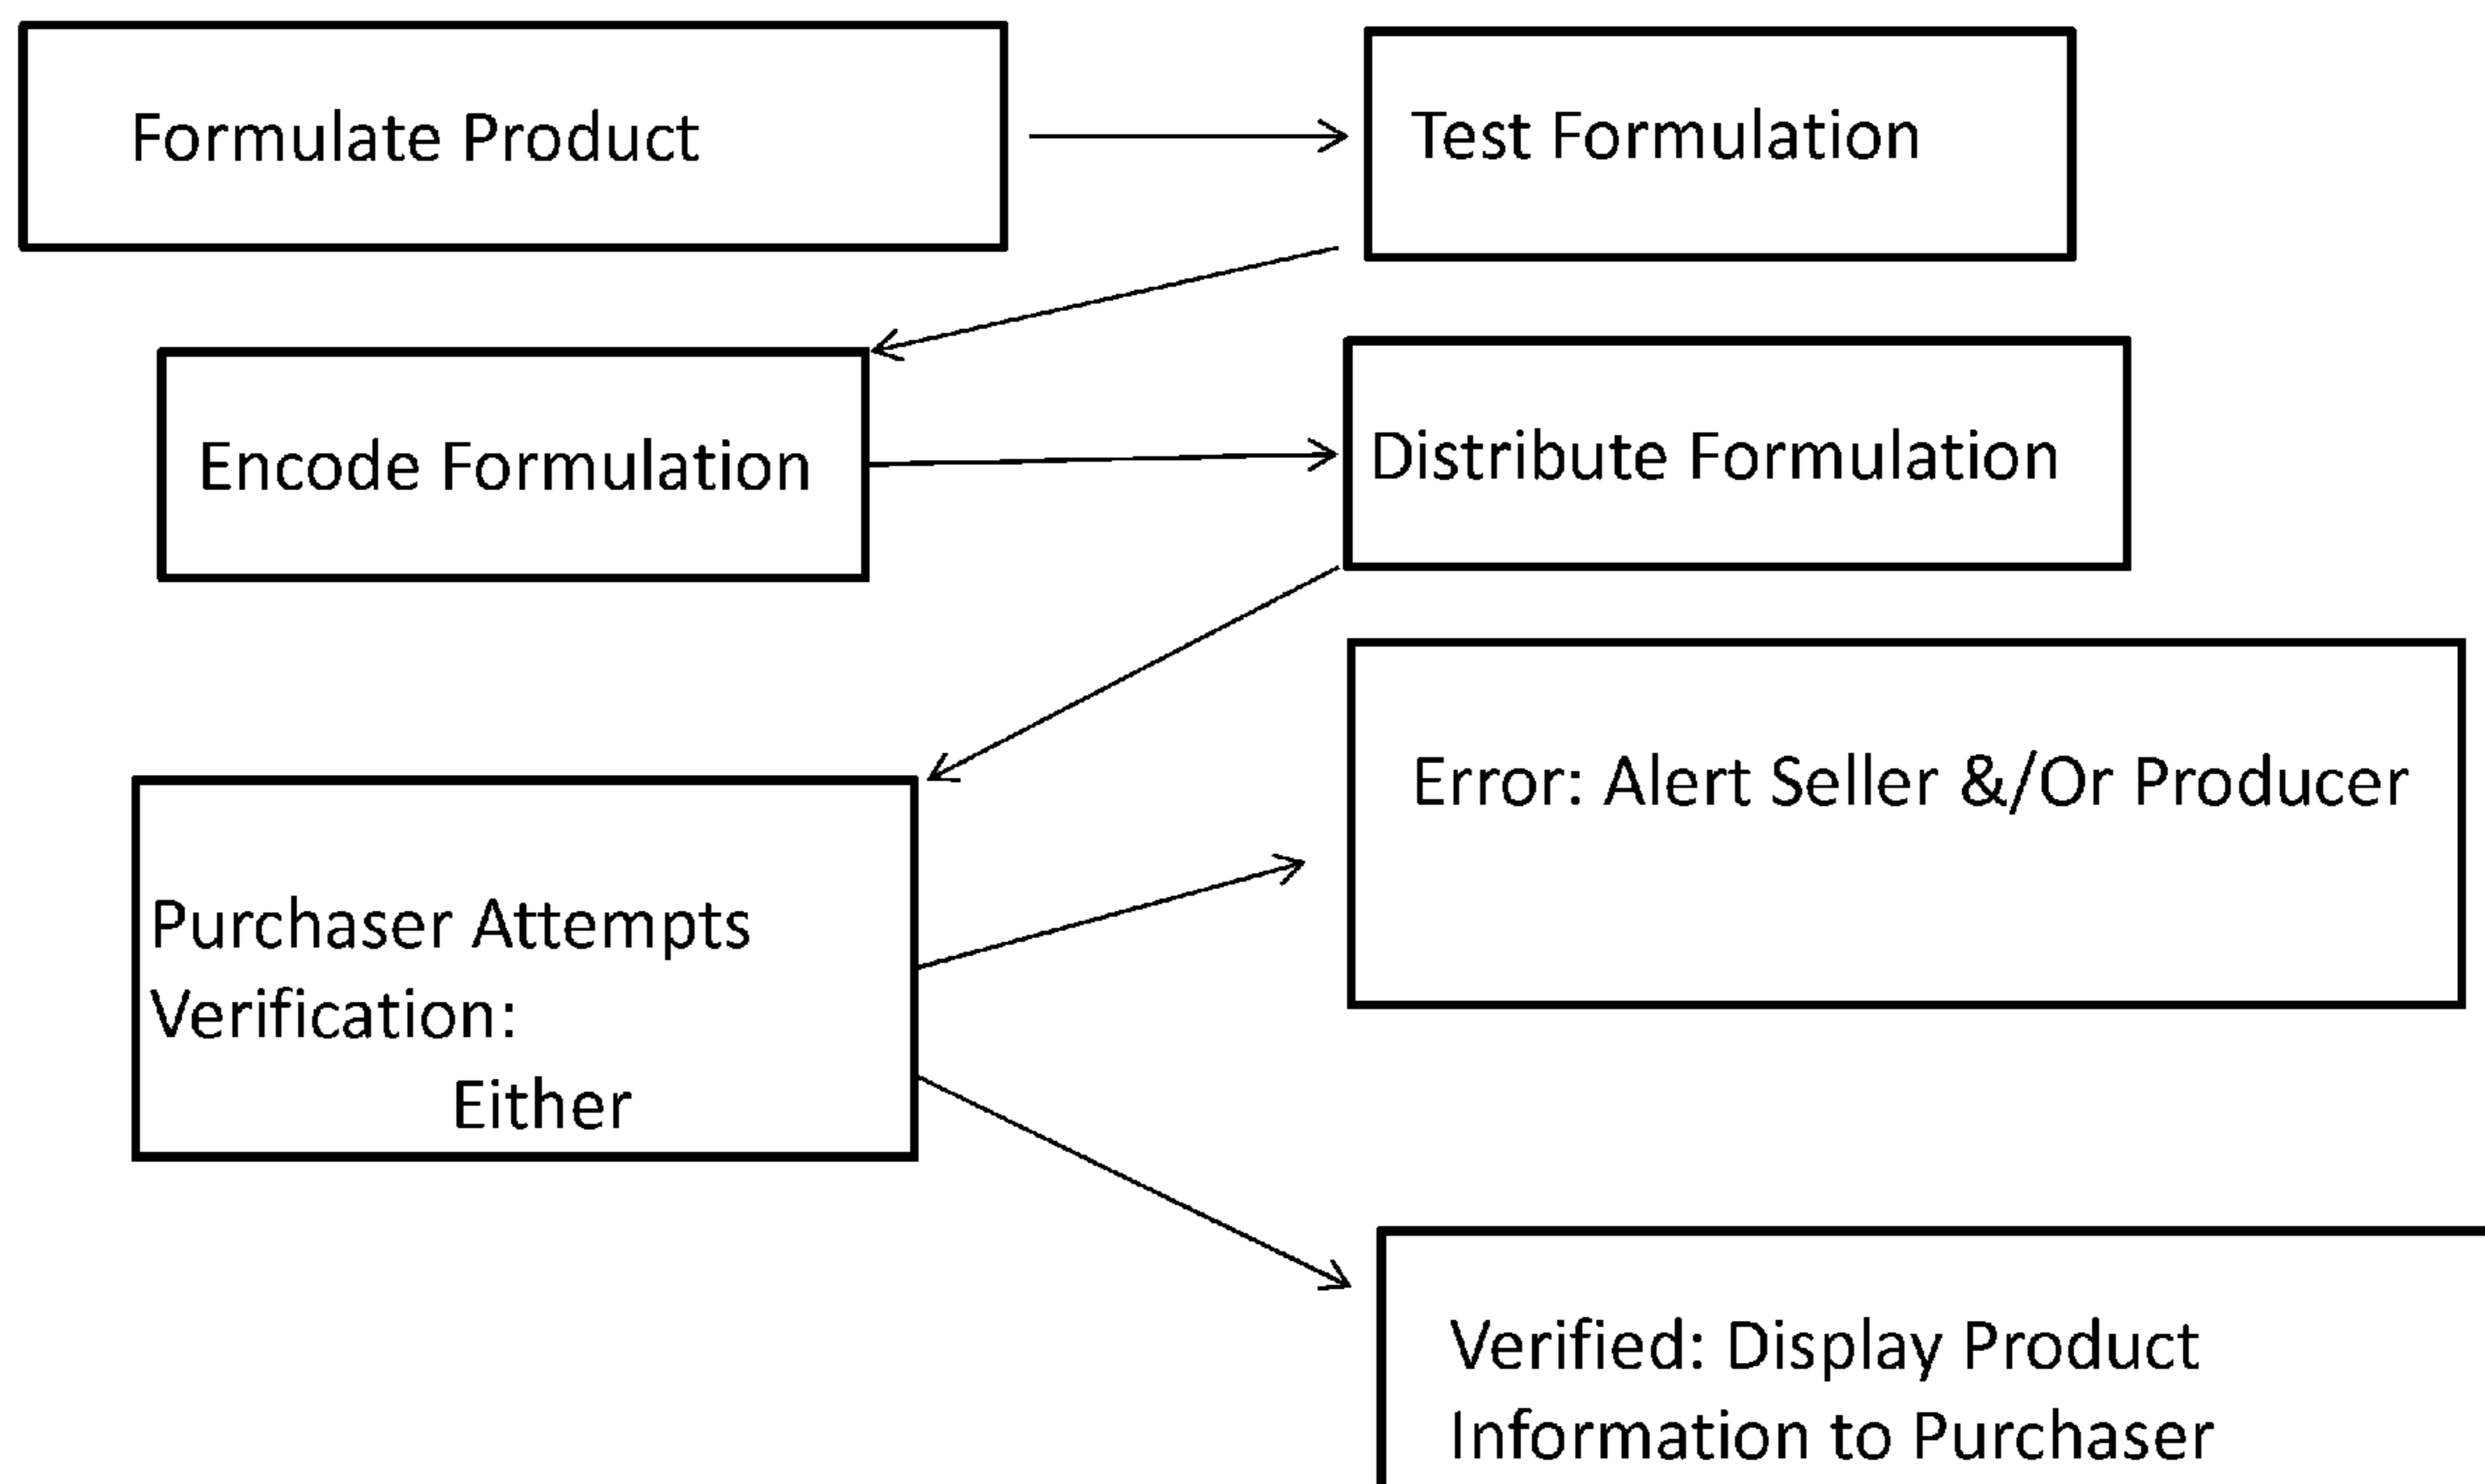 Formulate Product
Test Formulation
Encode Formulation
Distribute Formulation
Error: Alert Seller &/Or Producer
Purchaser Attempts
Verification:
Either
Verified: Display Product
Information to Purchaser